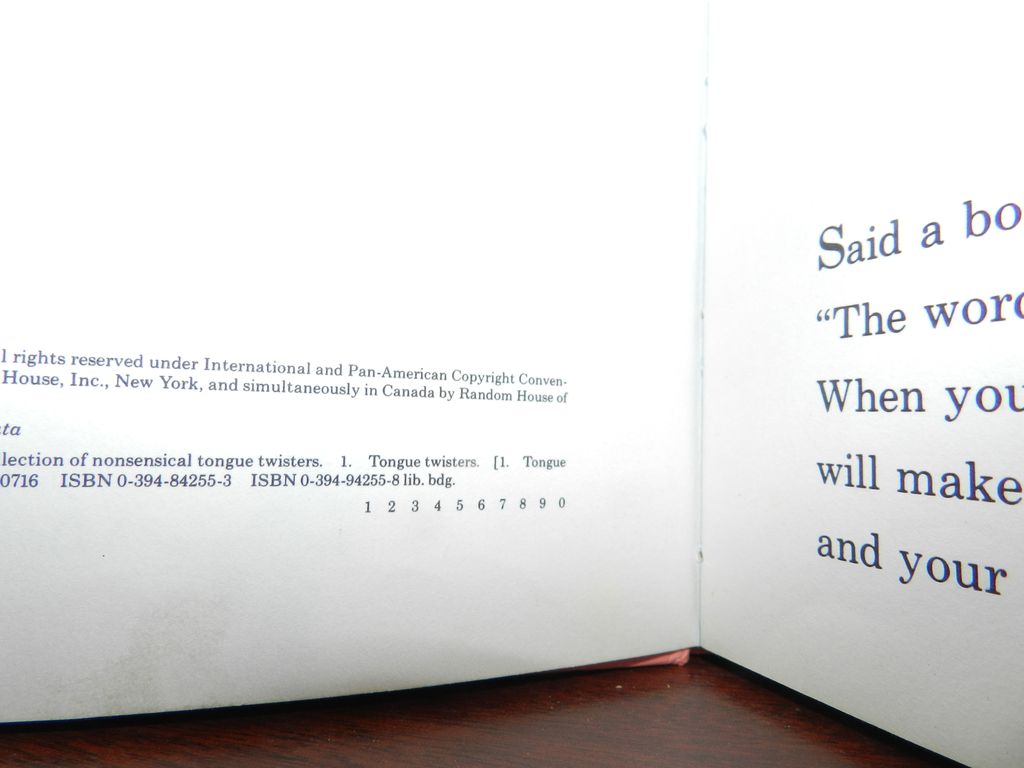 l rights reserved under International and Pan-American Copyright Conven-
House, Inc., New York, and simultaneously in Canada by Random House of
ta
lection of nonsensical tongue twisters. 1. Tongue twisters. [1. Tongue
0716 ISBN 0-394-84255-3 ISBN 0-394-94255-8 lib. bdg.
1 2 3 4 5 6 7 8 9 0
Said a bo
“The word
When you
will make
and your